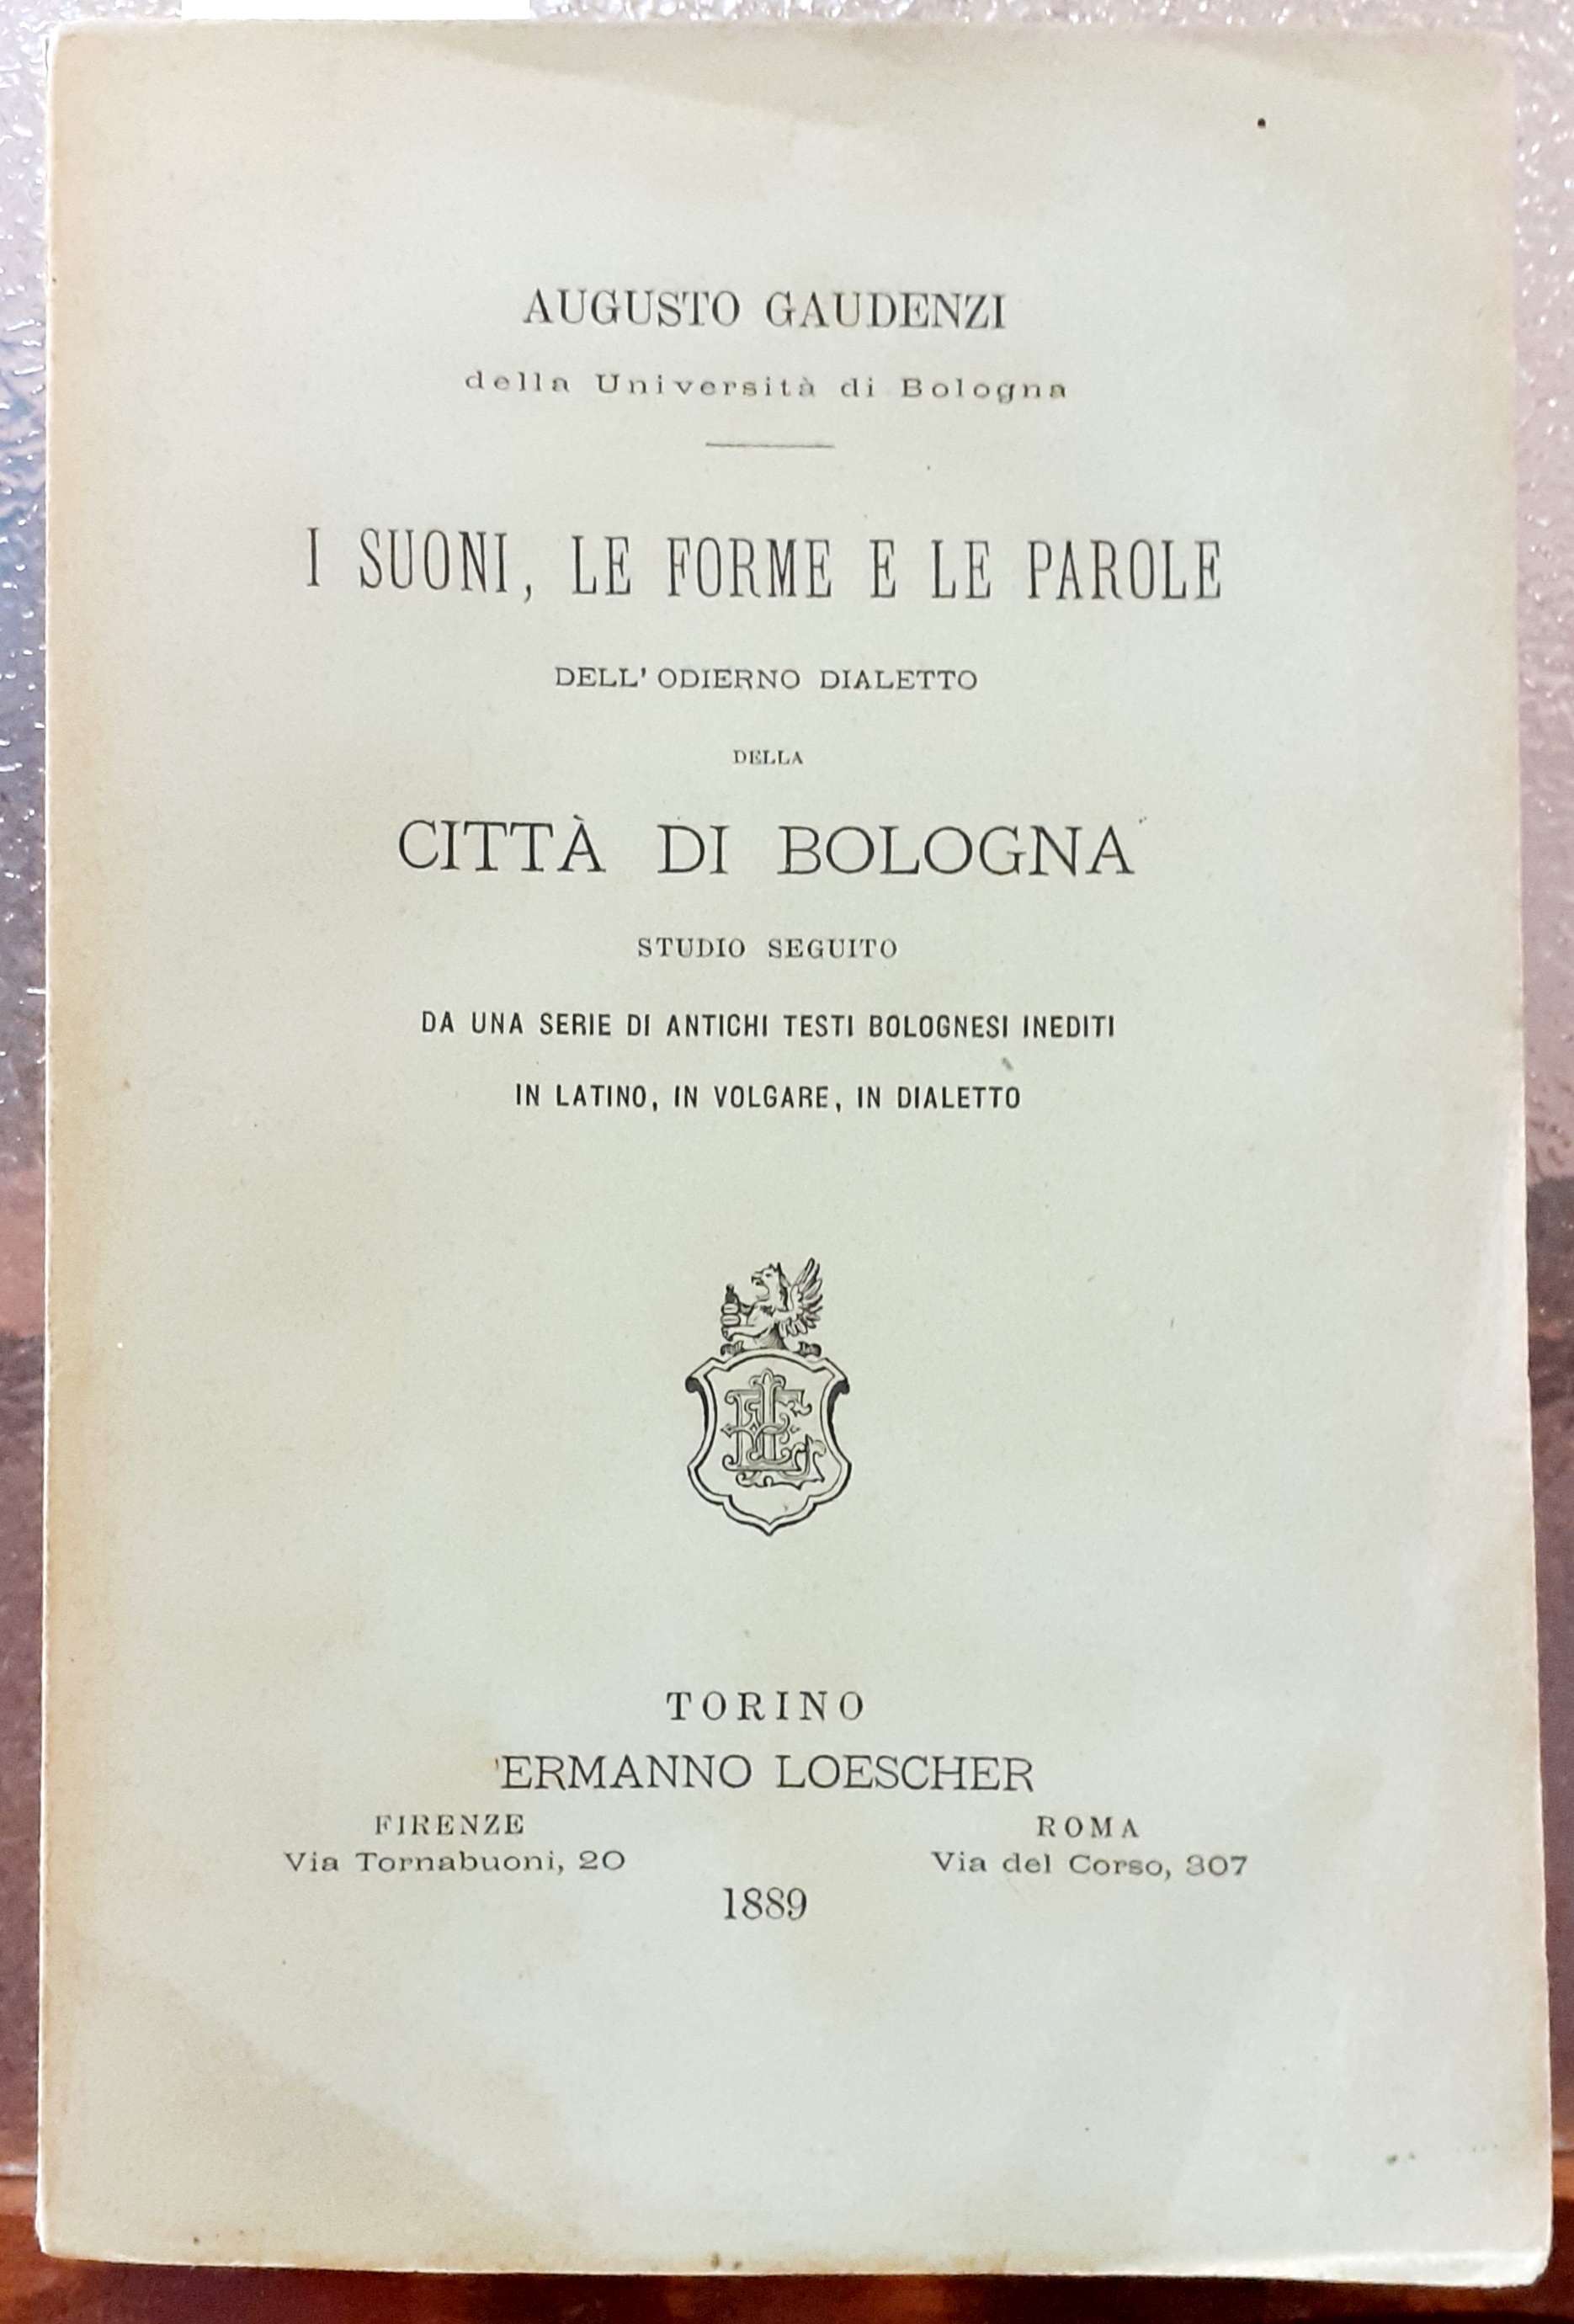 AUGUSTO GAUDENZI
della Università di Bologna
I SUONI, LE FORME E LE PAROLE
DELL' ODIERNO DIALETTO
DELLA
CITTÀ DI BOLOGNA
STUDIO SEGUITO
DA UNA SERIE DI ANTICHI TESTI BOLOGNESI INEDITI
IN LATINO, IN VOLGARE, IN DIALETTO
TORINO
ERMANNO LOESCHER
FIRENZE
Via Tornabuoni, 20
ROMA
Via del Corso, 307
1889